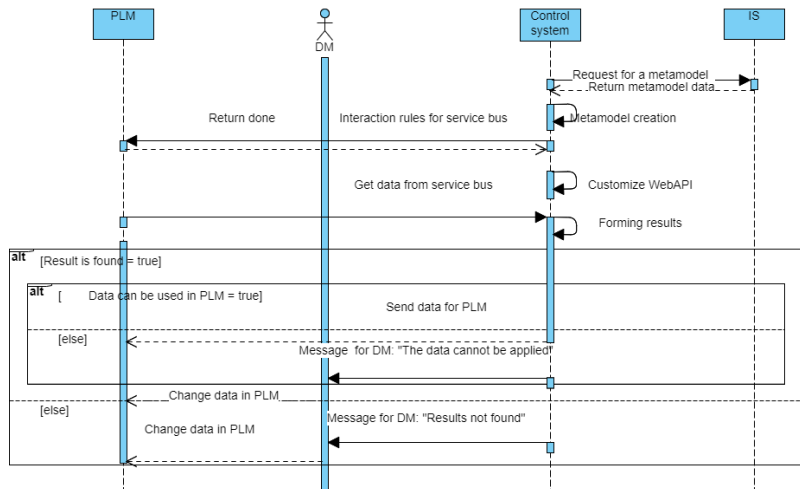 PLM
DM
Control
system
IS
Request for a metamodel
Return metamodel data
Return done
Interaction rules for service bus
Metamodel creation
Get data from service bus
Customize WebAPI
Forming results
alt
[Result is found = true]
alt
[ Data can be used in PLM = true]
Send data for PLM
[else]
Message for DM: "The data cannot be applied"
Change data in PLM
[else]
Message for DM: "Results not found"
Change data in PLM